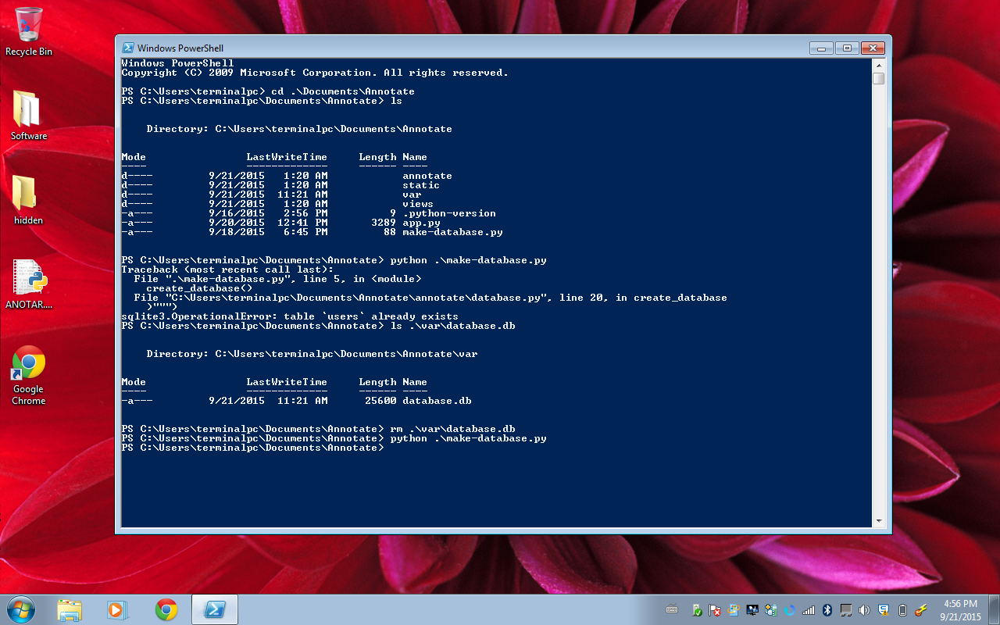 Recycle Bin
Software
hidden
ANOTAR....
Google
Chrome
Windows PowerShell
Windows PowerShell
Copyright (C) 2009 Microsoft Corporation. All rights reserved.
PS C:\Users\terminalpc> cd .\Documents\Annotate
PS C:\Users\terminalpc\Documents\Annotate> ls
Directory: C:\Users\terminalpc\Documents\Annotate
Mode LastWriteTime Length Name
---- ------------- ------ ----
d---- 9/21/2015 1:20 AM annotate
d---- 9/21/2015 1:20 AM static
d---- 9/21/2015 11:21 AM var
d---- 9/21/2015 1:20 AM views
-a--- 9/16/2015 2:56 PM 9 .python-version
-a--- 9/20/2015 12:41 PM 3289 app.py
-a--- 9/18/2015 6:45 PM 88 make-database.py
PS C:\Users\terminalpc\Documents\Annotate> python .\make-database.py
Traceback (most recent call last):
File ".\make-database.py", line 5, in <module>
create_database()
File "C:\Users\terminalpc\Documents\Annotate\annotate\database.py", line 20, in create_database
)""")
sqlite3.OperationalError: table `users` already exists
PS C:\Users\terminalpc\Documents\Annotate> ls .\var\database.db
Directory: C:\Users\terminalpc\Documents\Annotate\var
Mode LastWriteTime Length Name
---- ------------- ------ ----
-a--- 9/21/2015 11:21 AM 25600 database.db
PS C:\Users\terminalpc\Documents\Annotate> rm .\var\database.db
PS C:\Users\terminalpc\Documents\Annotate> python .\make-database.py
PS C:\Users\terminalpc\Documents\Annotate>
4:56 PM
9/21/2015